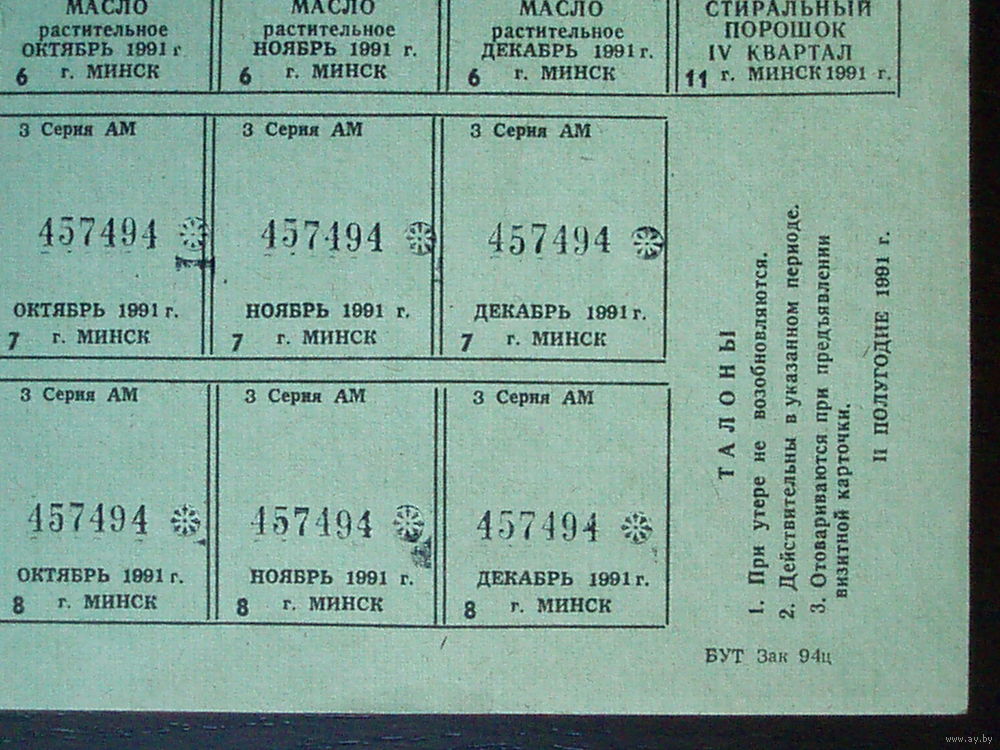 МАСЛО
растительное
ОКТЯБРЬ 1991 г
6 г. МИНСК
МАСЛО
растительное
НОЯБРЬ 1991 г.
6 г. МИНСК
МАСЛО
растительное
ДЕКАБРЬ 1991 г.
6 г. МИНСК
СТИРАЛЬНЫЙ
ПОРОШОК
IV КВАРТАЛ
11 г. МИНСК 1991 г.
3 Серия АМ
457494
ОКТЯБРЬ 1991 г.
7 г. МИНСК
3 Серия АМ
457494
НОЯБРЬ 1991 г.
7 г. МИНСК
3 Серия АМ
457494
ДЕКАБРЬ 1991 г.
7 г. МИНСК
3 Серия АМ
457494
ОКТЯБРЬ 1991 г.
8 г. МИНСК
3 Серия АМ
457494
НОЯБРЬ 1991 г.
8 г. МИНСК
3 Серия АМ
457494
ДЕКАБРЬ 1991 г.
8 г. МИНСК
ТАЛОНЫ
1. При утере не возобновляются.
2. Действительны в указанном периоде.
3. Отовариваются при предъявлении
визитной карточки.
II ПОЛУГОДИЕ 1991 г.
БУТ Зак 94ц
www.ay.by